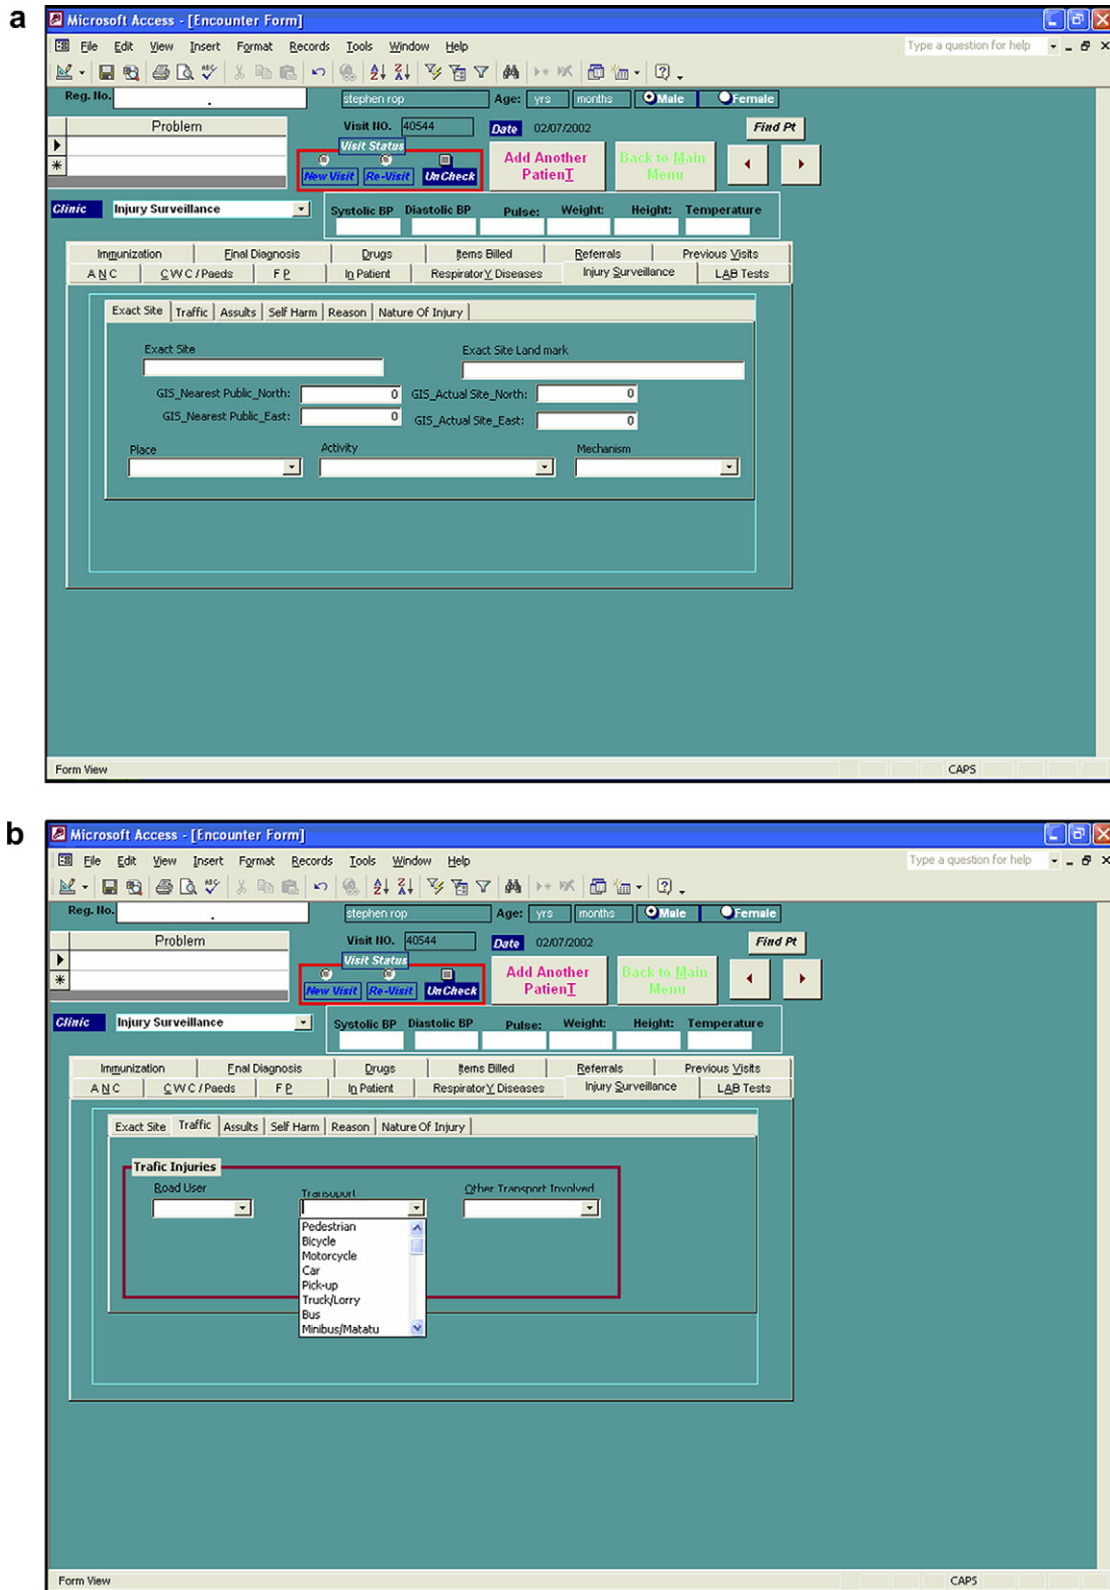 a
Microsoft Access - [Encounter Form]
File Edit View Insert Format Records Tools Window Help Type a question for help
Reg. No. stephen rop Age: yrs months Male Female
Problem Visit NO. 40544 Date 02/07/2002 Find Pt
Visit Status
New Visit Re-Visit UnCheck Add Another PatienT Back to Main Menu
Clinic Injury Surveillance Systolic BP Diastolic BP Pulse: Weight: Height: Temperature
Immunization Final Diagnosis Drugs Items Billed Referrals Previous Visits
A N C C W C / Paeds F P In Patient RespiratorY Diseases Injury Surveillance LAB Tests
Exact Site Traffic Assults Self Harm Reason Nature Of Injury
Exact Site Exact Site Land mark
GIS_Nearest Public_North: 0 GIS_Actual Site_North: 0
GIS_Nearest Public_East: 0 GIS_Actual Site_East: 0
Place Activity Mechanism
Form View CAPS
b
Microsoft Access - [Encounter Form]
File Edit View Insert Format Records Tools Window Help Type a question for help
Reg. No. stephen rop Age: yrs months Male Female
Problem Visit NO. 40544 Date 02/07/2002 Find Pt
Visit Status
New Visit Re-Visit UnCheck Add Another PatienT Back to Main Menu
Clinic Injury Surveillance Systolic BP Diastolic BP Pulse: Weight: Height: Temperature
Immunization Final Diagnosis Drugs Items Billed Referrals Previous Visits
A N C C W C / Paeds F P In Patient RespiratorY Diseases Injury Surveillance LAB Tests
Exact Site Traffic Assults Self Harm Reason Nature Of Injury
Trafic Injuries
Road User Transoport Other Transport Involved
Pedestrian
Bicycle
Motorcycle
Car
Pick-up
Truck/Lorry
Bus
Minibus/Matatu
Form View CAPS